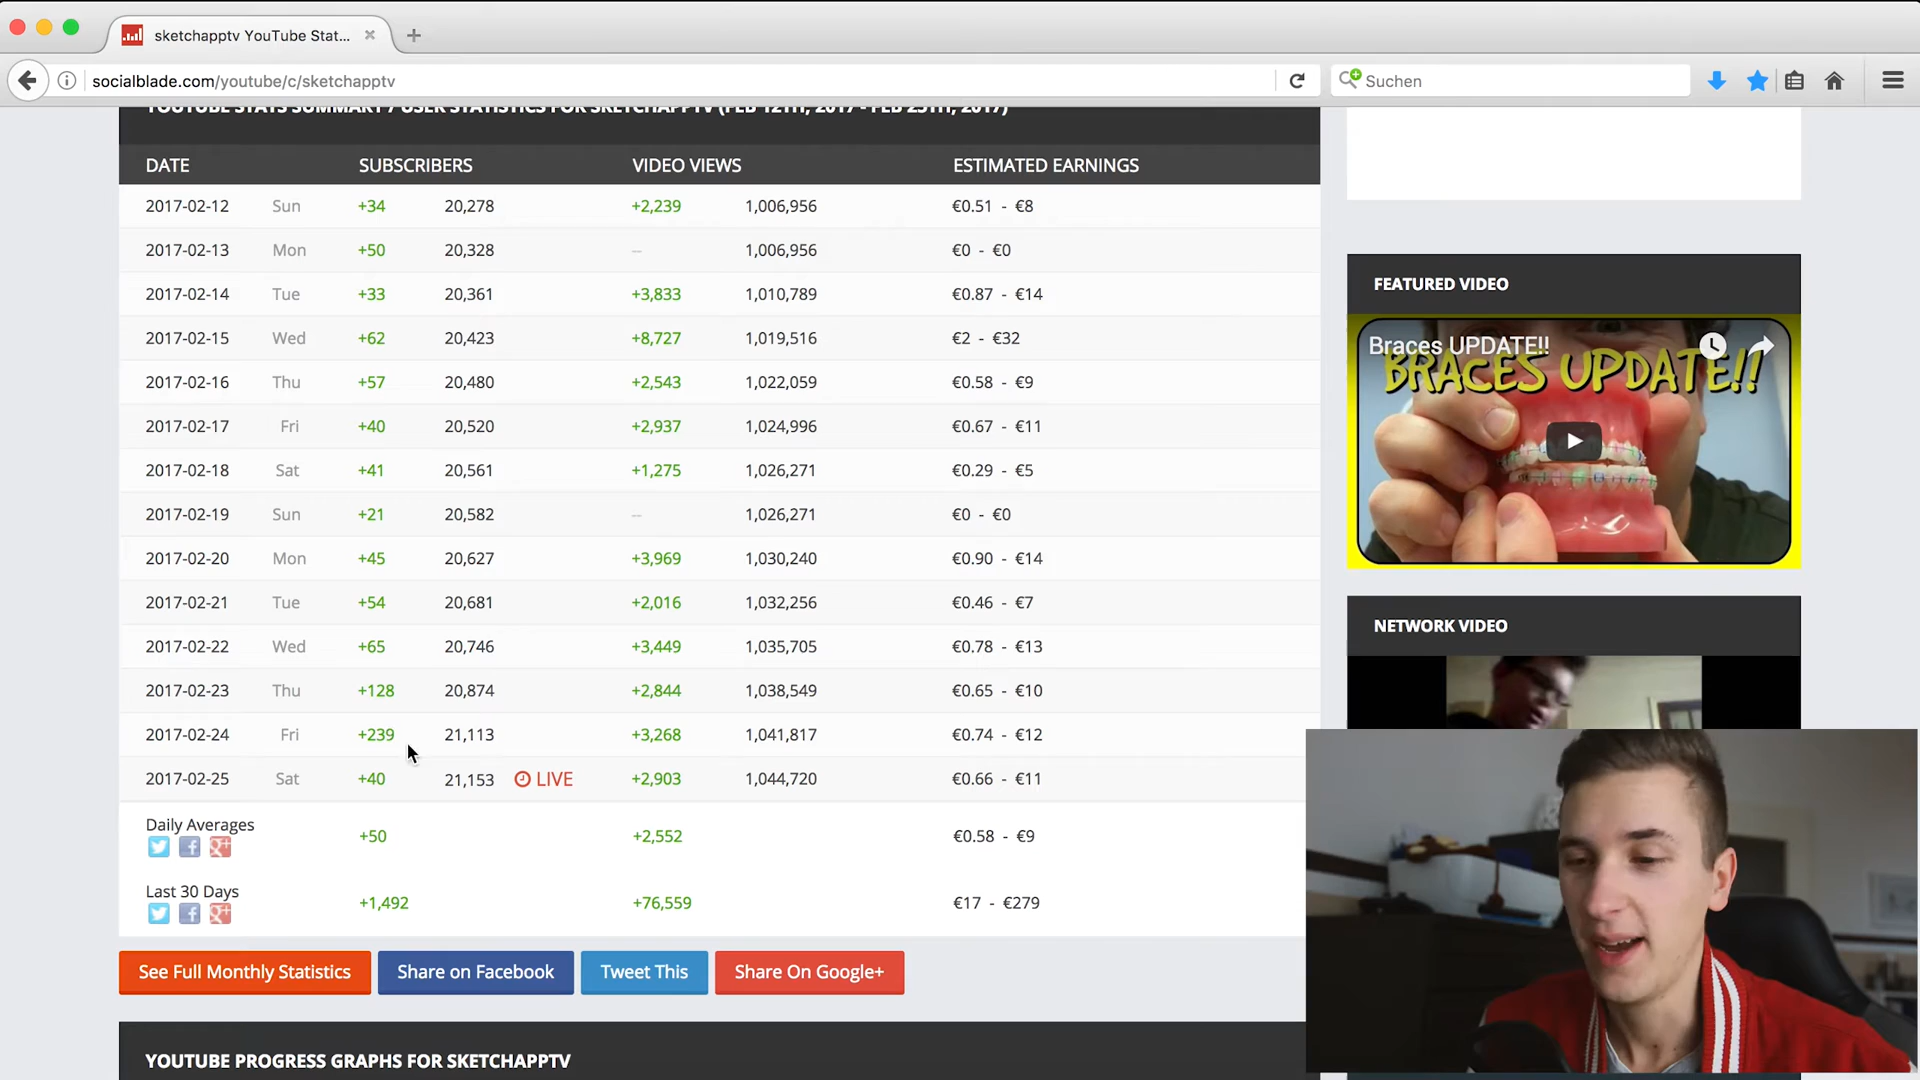 sketchapptv YouTube Stat...
socialblade.com/youtube/c/sketchapptv
Suchen
YOUTUBE STATS SUMMARY / USER STATISTICS FOR SKETCHAPPTV (FEB 12TH, 2017 - FEB 25TH, 2017)
DATE SUBSCRIBERS VIDEO VIEWS ESTIMATED EARNINGS
2017-02-12 Sun +34 20,278 +2,239 1,006,956 €0.51 - €8
2017-02-13 Mon +50 20,328 -- 1,006,956 €0 - €0
2017-02-14 Tue +33 20,361 +3,833 1,010,789 €0.87 - €14
2017-02-15 Wed +62 20,423 +8,727 1,019,516 €2 - €32
2017-02-16 Thu +57 20,480 +2,543 1,022,059 €0.58 - €9
2017-02-17 Fri +40 20,520 +2,937 1,024,996 €0.67 - €11
2017-02-18 Sat +41 20,561 +1,275 1,026,271 €0.29 - €5
2017-02-19 Sun +21 20,582 -- 1,026,271 €0 - €0
2017-02-20 Mon +45 20,627 +3,969 1,030,240 €0.90 - €14
2017-02-21 Tue +54 20,681 +2,016 1,032,256 €0.46 - €7
2017-02-22 Wed +65 20,746 +3,449 1,035,705 €0.78 - €13
2017-02-23 Thu +128 20,874 +2,844 1,038,549 €0.65 - €10
2017-02-24 Fri +239 21,113 +3,268 1,041,817 €0.74 - €12
2017-02-25 Sat +40 21,153 LIVE +2,903 1,044,720 €0.66 - €11
Daily Averages +50 +2,552 €0.58 - €9
Last 30 Days +1,492 +76,559 €17 - €279
See Full Monthly Statistics Share on Facebook Tweet This Share On Google+
YOUTUBE PROGRESS GRAPHS FOR SKETCHAPPTV
FEATURED VIDEO
Braces UPDATE!!
BRACES UPDATE!!
NETWORK VIDEO